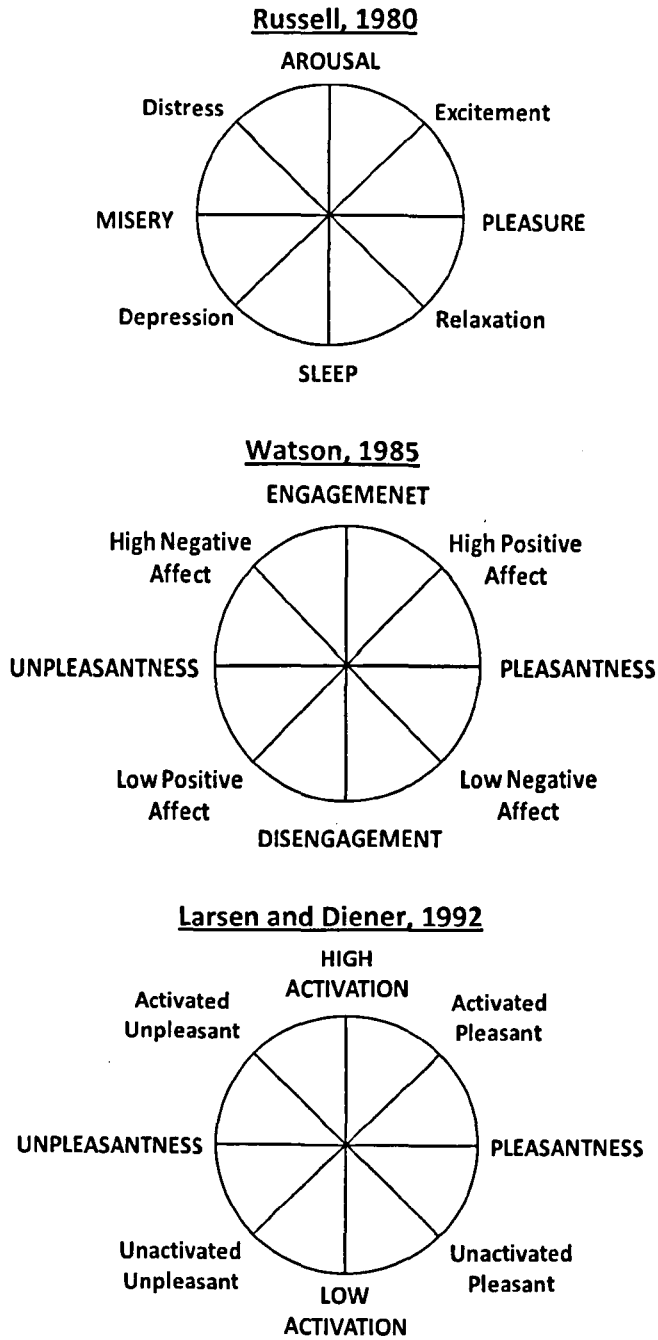 Russell, 1980
AROUSAL
Distress
Excitement
MISERY
PLEASURE
Depression
Relaxation
SLEEP
Watson, 1985
ENGAGEMENET
High Negative
Affect
High Positive
Affect
UNPLEASANTNESS
PLEASANTNESS
Low Positive
Affect
Low Negative
Affect
DISENGAGEMENT
Larsen and Diener, 1992
HIGH
ACTIVATION
Activated
Unpleasant
Activated
Pleasant
UNPLEASANTNESS
PLEASANTNESS
Unactivated
Unpleasant
Unactivated
Pleasant
LOW
ACTIVATION